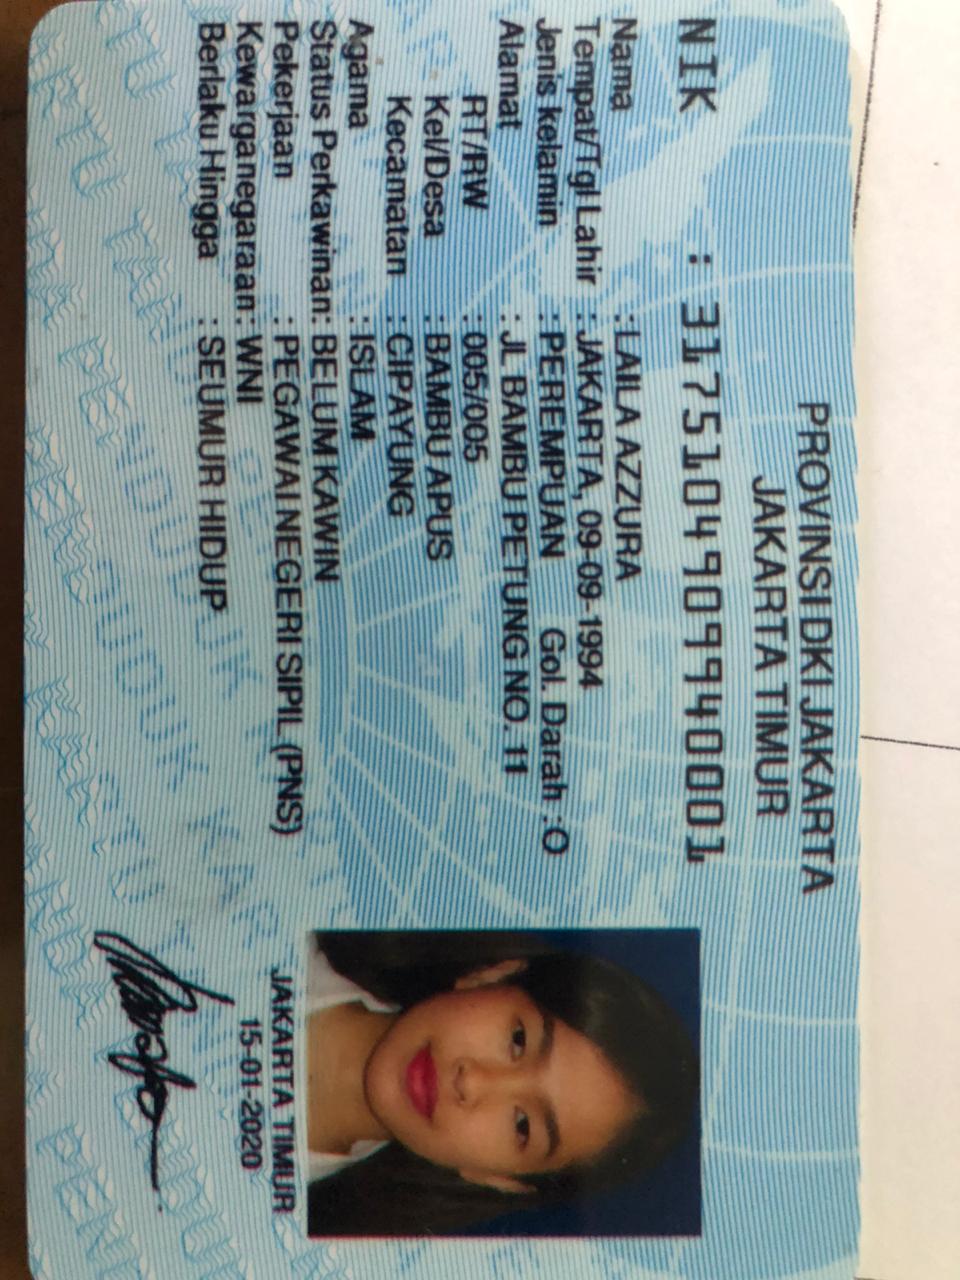 PROVINSI DKI JAKARTA
JAKARTA TIMUR
NIK : 3175104909940001
Nama : LAILA AZZURA
Tempat/Tgl Lahir : JAKARTA, 09-09-1994
Jenis kelamin : PEREMPUAN Gol. Darah : O
Alamat : JL BAMBU PETUNG NO. 11
RT/RW : 005/005
Kel/Desa : BAMBU APUS
Kecamatan : CIPAYUNG
Agama : ISLAM
Status Perkawinan: BELUM KAWIN
Pekerjaan : PEGAWAI NEGERI SIPIL (PNS)
Kewarganegaraan: WNI
Berlaku Hingga : SEUMUR HIDUP
JAKARTA TIMUR
15-01-2020